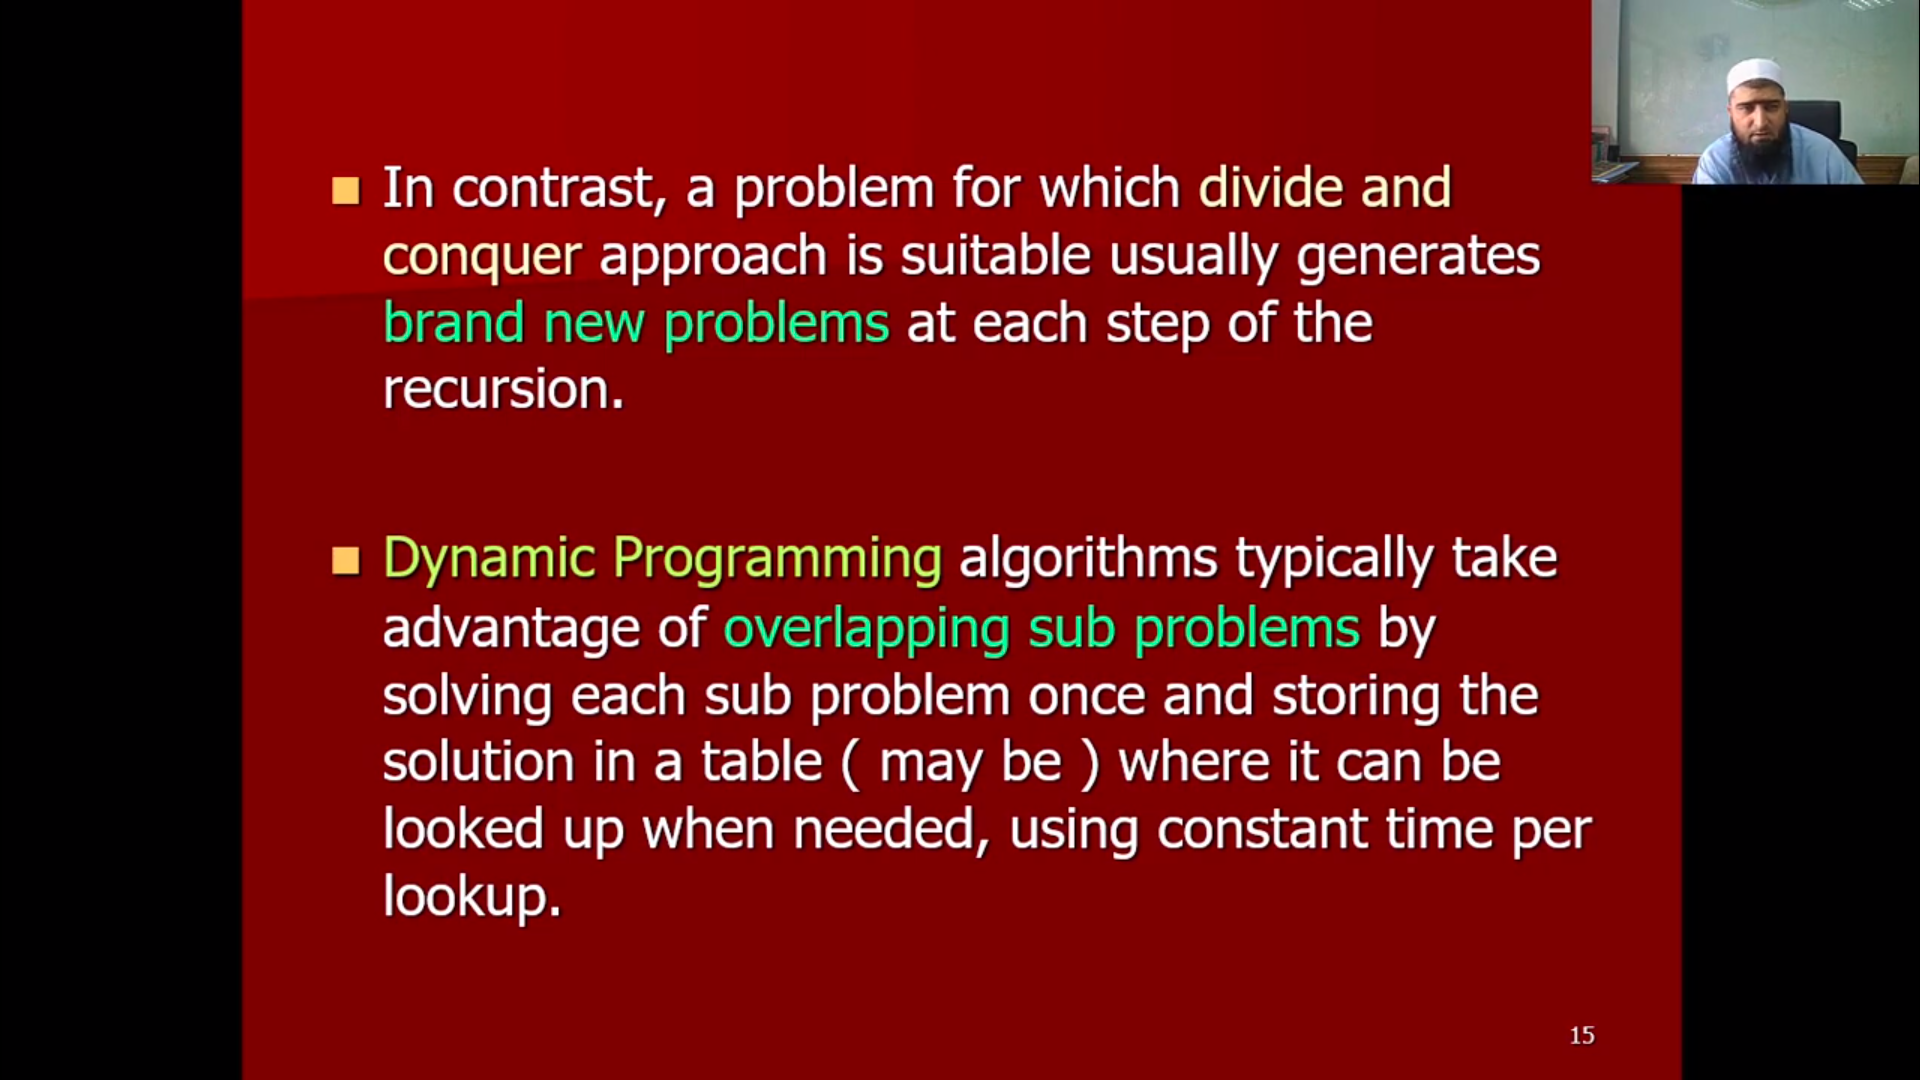 In contrast, a problem for which divide and
conquer approach is suitable usually generates
brand new problems at each step of the
recursion.
Dynamic Programming algorithms typically take
advantage of overlapping sub problems by
solving each sub problem once and storing the
solution in a table ( may be ) where it can be
looked up when needed, using constant time per
lookup.
15